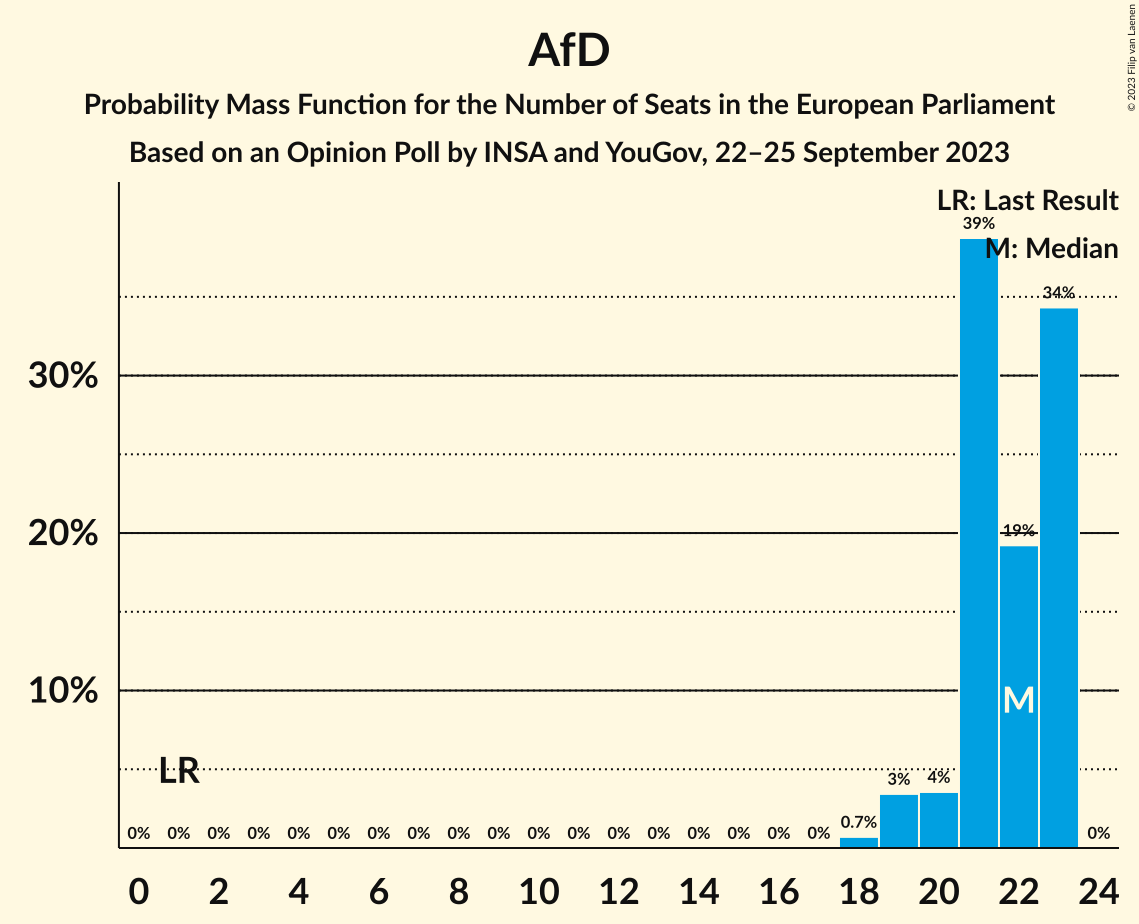 AfD
Probability Mass Function for the Number of Seats in the European Parliament
Based on an Opinion Poll by INSA and YouGov, 22–25 September 2023
© 2023 Filip van Laenen
LR: Last Result
M: Median
39%
34%
30%
20%
19%
10%
M
LR
0% 0% 0% 0% 0% 0% 0% 0% 0% 0% 0% 0% 0% 0% 0% 0% 0% 0% 0.7% 3% 4% 0%
0 2 4 6 8 10 12 14 16 18 20 22 24